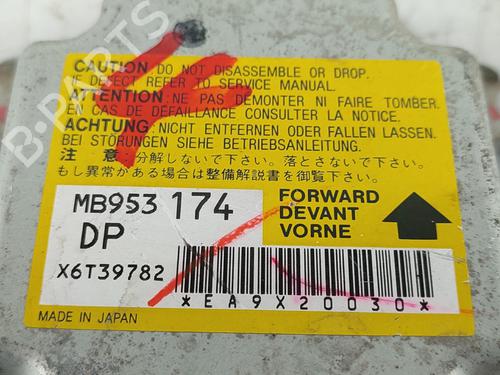 CAUTION: DO NOT DISASSEMBLE OR DROP.
IF DEFECT REFER TO SERVICE MANUAL.
ATTENTION: NE PAS DEMONTER NI FAIRE TOMBER.
EN CAS DE DEFAILLANCE CONSULTER LA NOTICE.
ACHTUNG: NICHT ENTFERNEN ODER FALLEN LASSEN.
BEI STÖRUNGEN SIEHE BETRIEBSANLEITUNG.
注 意 : 分解しないで下さい。落とさないで下さい。
もし異常がある場合は整備解説書を御覧下さい。
MB953 174
DP
X6T39782
FORWARD
DEVANT
VORNE
*EA9X20030*
MADE IN JAPAN
B-PARTS